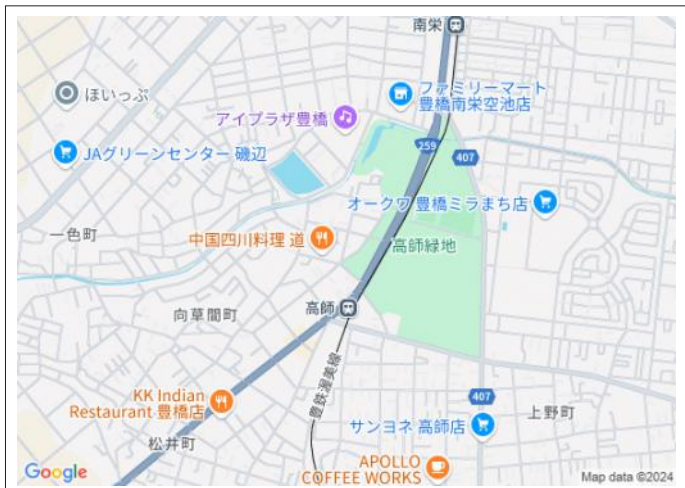 南栄
ほいっぷ
ファミリーマート
豊橋南栄空池店
アイプラザ豊橋
259
407
JAグリーンセンター 磯辺
オークワ 豊橋ミラまち店
一色町
中国四川料理 道
高師緑地
高師
向草間町
豊鉄渥美線
KK Indian
Restaurant 豊橋店
407
上野町
サンヨネ 高師店
松井町
APOLLO
COFFEE WORKS
Google
Map data ©2024